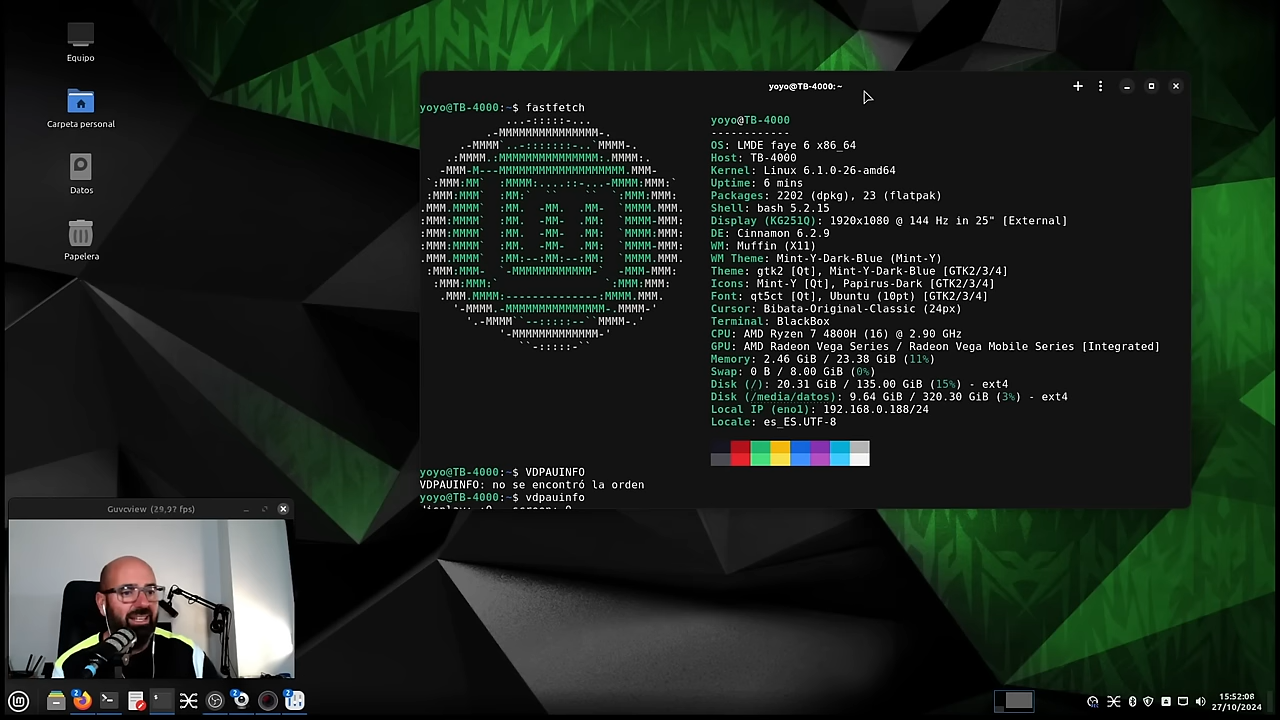 Equipo
Carpeta personal
Datos
Papelera
yoyo@TB-4000:~
yoyo@TB-4000:~$ fastfetch
yoyo@TB-4000
------------
OS: LMDE faye 6 x86_64
Host: TB-4000
Kernel: Linux 6.1.0-26-amd64
Uptime: 6 mins
Packages: 2202 (dpkg), 23 (flatpak)
Shell: bash 5.2.15
Display (KG251Q): 1920x1080 @ 144 Hz in 25" [External]
DE: Cinnamon 6.2.9
WM: Muffin (X11)
WM Theme: Mint-Y-Dark-Blue (Mint-Y)
Theme: gtk2 [Qt], Mint-Y-Dark-Blue [GTK2/3/4]
Icons: Mint-Y [Qt], Papirus-Dark [GTK2/3/4]
Font: qt5ct [Qt], Ubuntu (10pt) [GTK2/3/4]
Cursor: Bibata-Original-Classic (24px)
Terminal: BlackBox
CPU: AMD Ryzen 7 4800H (16) @ 2.90 GHz
GPU: AMD Radeon Vega Series / Radeon Vega Mobile Series [Integrated]
Memory: 2.46 GiB / 23.38 GiB (11%)
Swap: 0 B / 8.00 GiB (0%)
Disk (/): 20.31 GiB / 135.00 GiB (15%) - ext4
Disk (/media/datos): 9.64 GiB / 320.30 GiB (3%) - ext4
Local IP (eno1): 192.168.0.188/24
Locale: es_ES.UTF-8
yoyo@TB-4000:~$ VDPAUINFO
VDPAUINFO: no se encontró la orden
yoyo@TB-4000:~$ vdpauinfo
Guvcview (29,97 fps)
2
2
2
15:52:08
27/10/2024